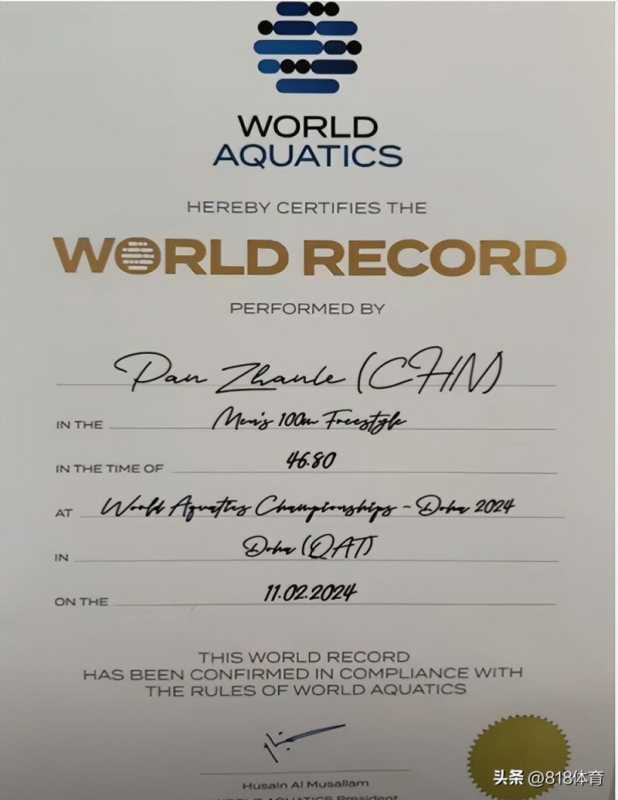 WORLD
AQUATICS
HEREBY CERTIFIES THE
WORLD RECORD
PERFORMED BY
Pan Zhanle (CHN)
IN THE Men's 100m Freestyle
IN THE TIME OF 46.80
AT World Aquatics Championships - Doha 2024
IN Doha (QAT)
ON THE 11.02.2024
THIS WORLD RECORD
HAS BEEN CONFIRMED IN COMPLIANCE WITH
THE RULES OF WORLD AQUATICS
Husain Al Musallam
WORLD AQUATICS President
头条 @818体育